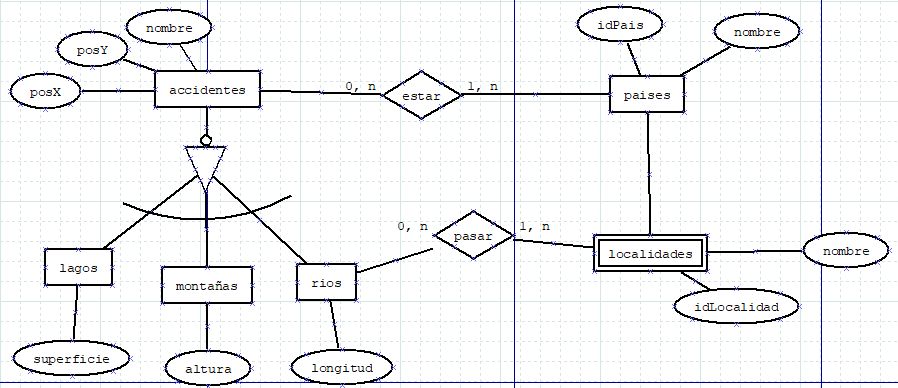 nombre
idPais
nombre
posY
posX
accidentes
0, n
estar
1, n
paises
0, n
pasar
1, n
lagos
montañas
rios
localidades
nombre
idLocalidad
superficie
altura
longitud